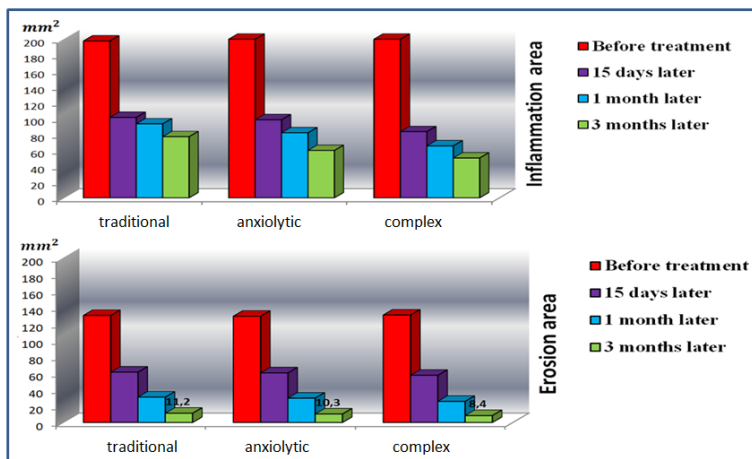 mm²
200
180
160
140
120
100
80
60
40
20
0
traditional anxiolytic complex
Inflammation area
Before treatment
15 days later
1 month later
3 months later
mm²
200
180
160
140
120
100
80
60
40
20
0
11,2 10,3 8,4
traditional anxiolytic complex
Erosion area
Before treatment
15 days later
1 month later
3 months later